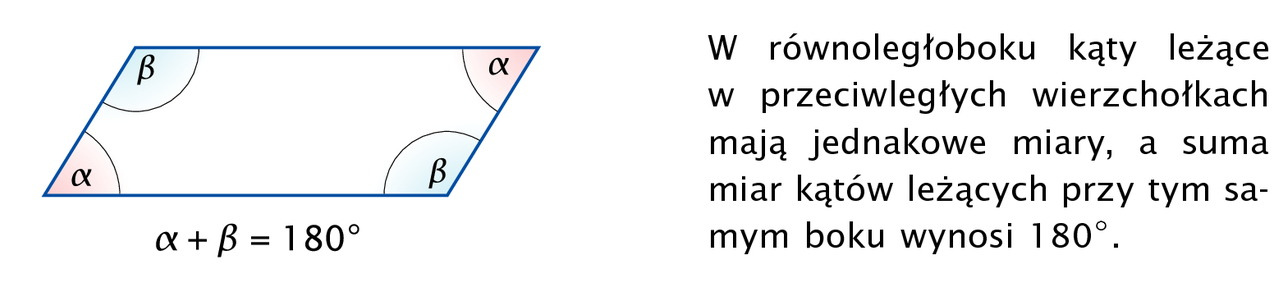 β
α
α
β
α + β = 180°
W równoległoboku kąty leżące
w przeciwległych wierzchołkach
mają jednakowe miary, a suma
miar kątów leżących przy tym sa-
mym boku wynosi 180°.